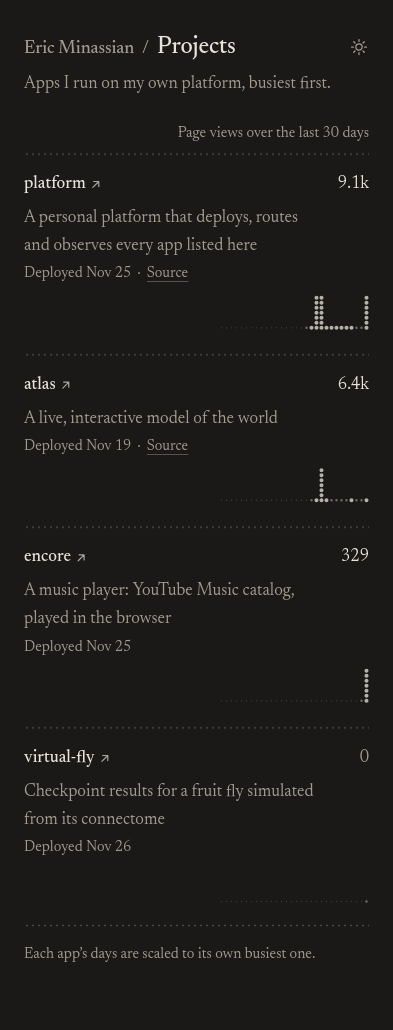 Eric Minassian / Projects
Apps I run on my own platform, busiest first.
Page views over the last 30 days
platform ↗ 9.1k
A personal platform that deploys, routes
and observes every app listed here
Deployed Nov 25 · Source
atlas ↗ 6.4k
A live, interactive model of the world
Deployed Nov 19 · Source
encore ↗ 329
A music player: YouTube Music catalog,
played in the browser
Deployed Nov 25
virtual-fly ↗ 0
Checkpoint results for a fruit fly simulated
from its connectome
Deployed Nov 26
Each app’s days are scaled to its own busiest one.